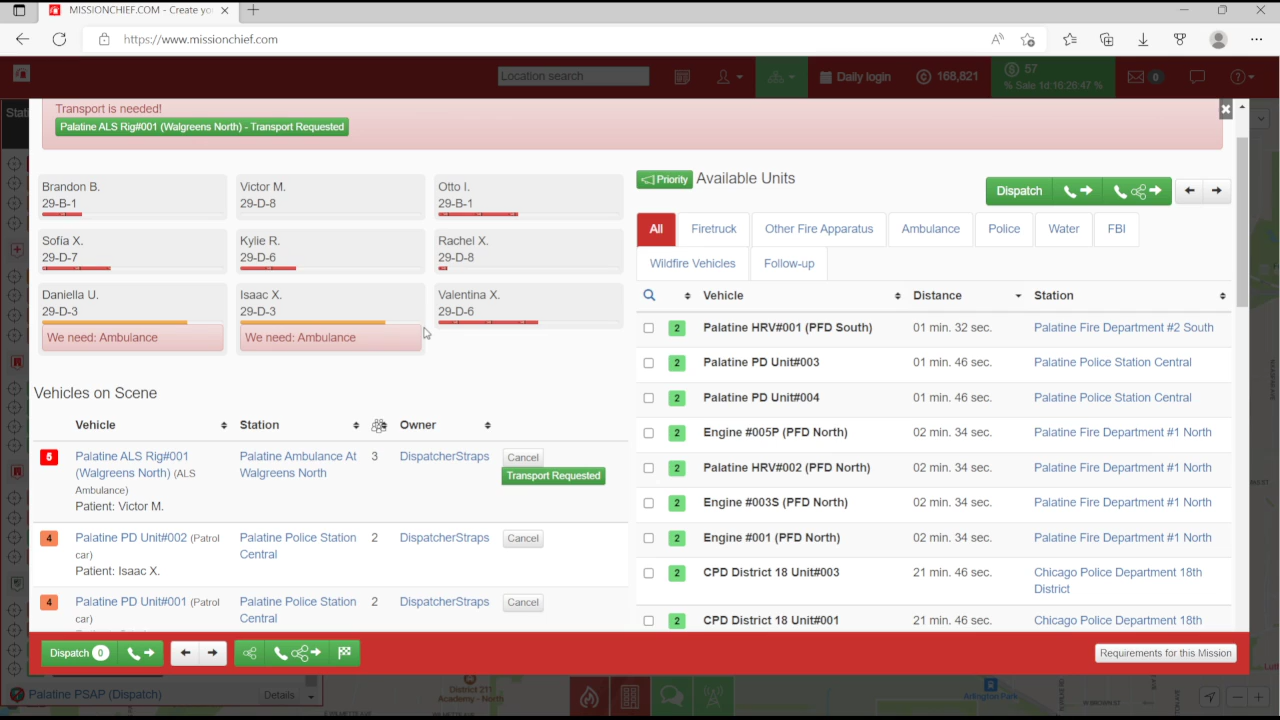 MISSIONCHIEF.COM - Create yo
https://www.missionchief.com
Location search
Daily login
168,821
57
% Sale 1d 16:26:47 %
0
Stati
Transport is needed!
Palatine ALS Rig#001 (Walgreens North) - Transport Requested
Brandon B.
29-B-1
Victor M.
29-D-8
Otto I.
29-B-1
Sofía X.
29-D-7
Kylie R.
29-D-6
Rachel X.
29-D-8
Daniella U.
29-D-3
We need: Ambulance
Isaac X.
29-D-3
We need: Ambulance
Valentina X.
29-D-6
Vehicles on Scene
Vehicle Station Owner
5 Palatine ALS Rig#001 Palatine Ambulance At 3 DispatcherStraps Cancel
(Walgreens North) (ALS Walgreens North Transport Requested
Ambulance)
Patient: Victor M.
4 Palatine PD Unit#002 (Patrol Palatine Police Station 2 DispatcherStraps Cancel
car) Central
Patient: Isaac X.
4 Palatine PD Unit#001 (Patrol Palatine Police Station 2 DispatcherStraps Cancel
car) Central
Priority Available Units
Dispatch
All Firetruck Other Fire Apparatus Ambulance Police Water FBI
Wildfire Vehicles Follow-up
Vehicle Distance Station
2 Palatine HRV#001 (PFD South) 01 min. 32 sec. Palatine Fire Department #2 South
2 Palatine PD Unit#003 01 min. 46 sec. Palatine Police Station Central
2 Palatine PD Unit#004 01 min. 46 sec. Palatine Police Station Central
2 Engine #005P (PFD North) 02 min. 34 sec. Palatine Fire Department #1 North
2 Palatine HRV#002 (PFD North) 02 min. 34 sec. Palatine Fire Department #1 North
2 Engine #003S (PFD North) 02 min. 34 sec. Palatine Fire Department #1 North
2 Engine #001 (PFD North) 02 min. 34 sec. Palatine Fire Department #1 North
2 CPD District 18 Unit#003 21 min. 46 sec. Chicago Police Department 18th
District
2 CPD District 18 Unit#001 21 min. 46 sec. Chicago Police Department 18th
Dispatch 0
Requirements for this Mission
Palatine PSAP (Dispatch) Details
District 211
Academy - North
Arlington Park